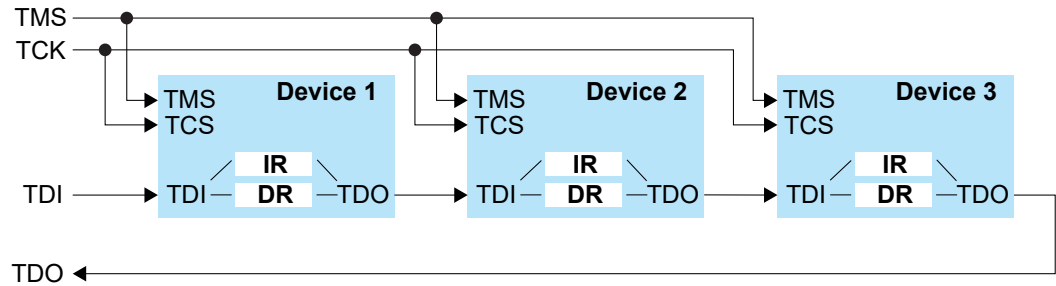 TMS
TCK
Device 1 Device 2 Device 3
TMS TMS TMS
TCS TCS TCS
IR IR IR
TDI TDI DR TDO TDI DR TDO TDI DR TDO
TDO